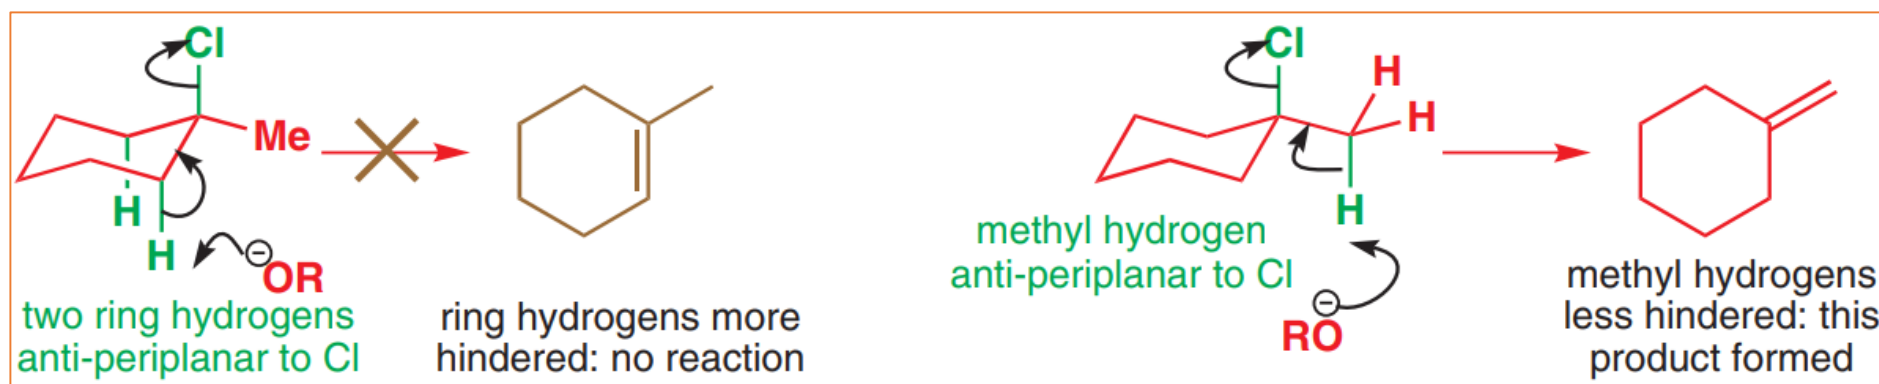 Cl
Me
H
H
⊖
OR
two ring hydrogens
anti-periplanar to Cl
ring hydrogens more
hindered: no reaction
Cl
H
H
H
methyl hydrogen
anti-periplanar to Cl
⊖
RO
methyl hydrogens
less hindered: this
product formed